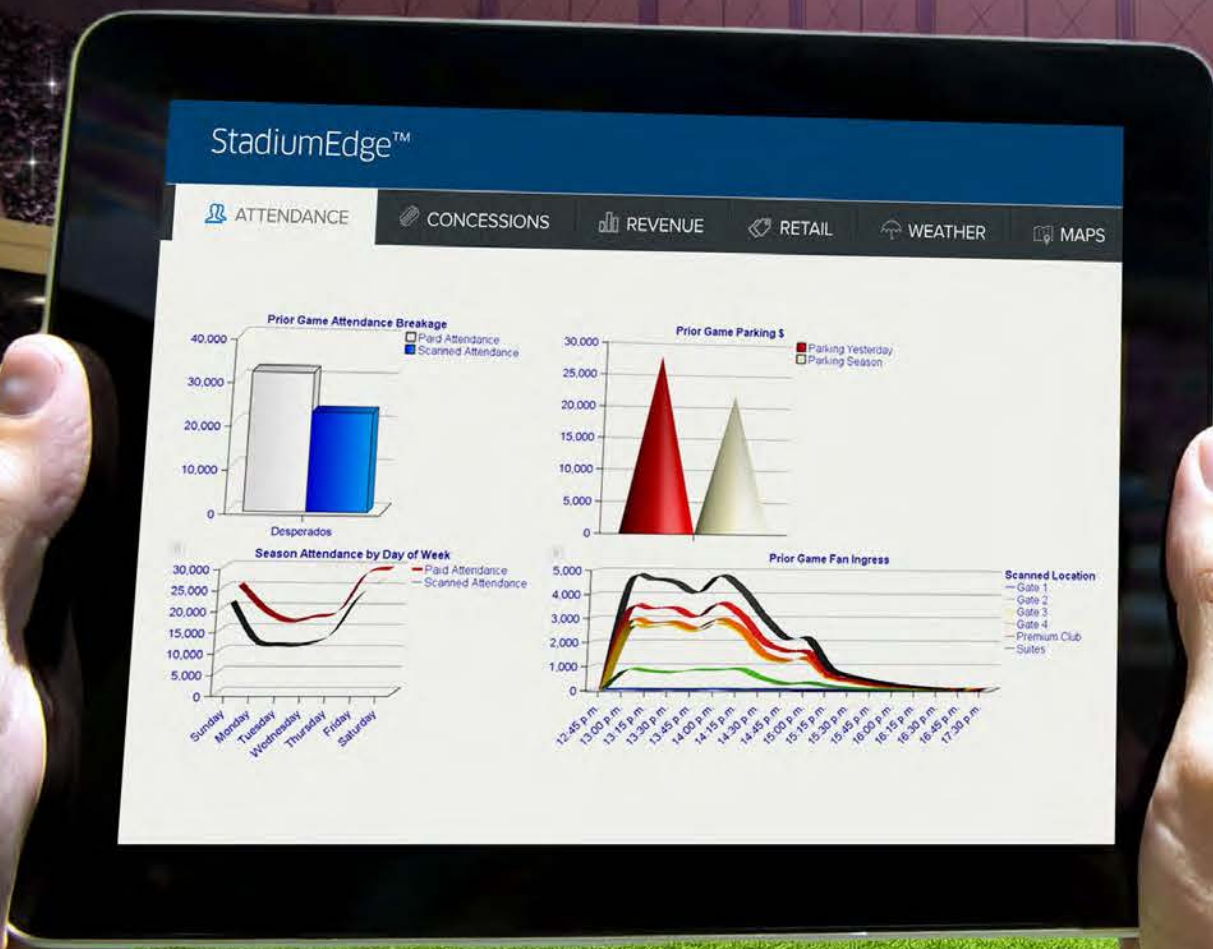 StadiumEdge™
ATTENDANCE
CONCESSIONS
REVENUE
RETAIL
WEATHER
MAPS
Prior Game Attendance Breakage
Paid Attendance
Scanned Attendance
40,000
30,000
20,000
10,000
0
Desperados
Prior Game Parking $
Parking Yesterday
Parking Season
30,000
25,000
20,000
15,000
10,000
5,000
0
Season Attendance by Day of Week
Paid Attendance
Scanned Attendance
30,000
25,000
20,000
15,000
10,000
5,000
0
Sunday
Monday
Tuesday
Wednesday
Thursday
Friday
Saturday
Prior Game Fan Ingress
5,000
4,000
3,000
2,000
1,000
0
12:45 p.m.
13:00 p.m.
13:15 p.m.
13:30 p.m.
13:45 p.m.
14:00 p.m.
14:15 p.m.
14:30 p.m.
14:45 p.m.
15:00 p.m.
15:15 p.m.
15:30 p.m.
15:45 p.m.
16:00 p.m.
16:15 p.m.
16:30 p.m.
16:45 p.m.
17:30 p.m.
Scanned Location
Gate 1
Gate 2
Gate 3
Gate 4
Premium Club
Suites